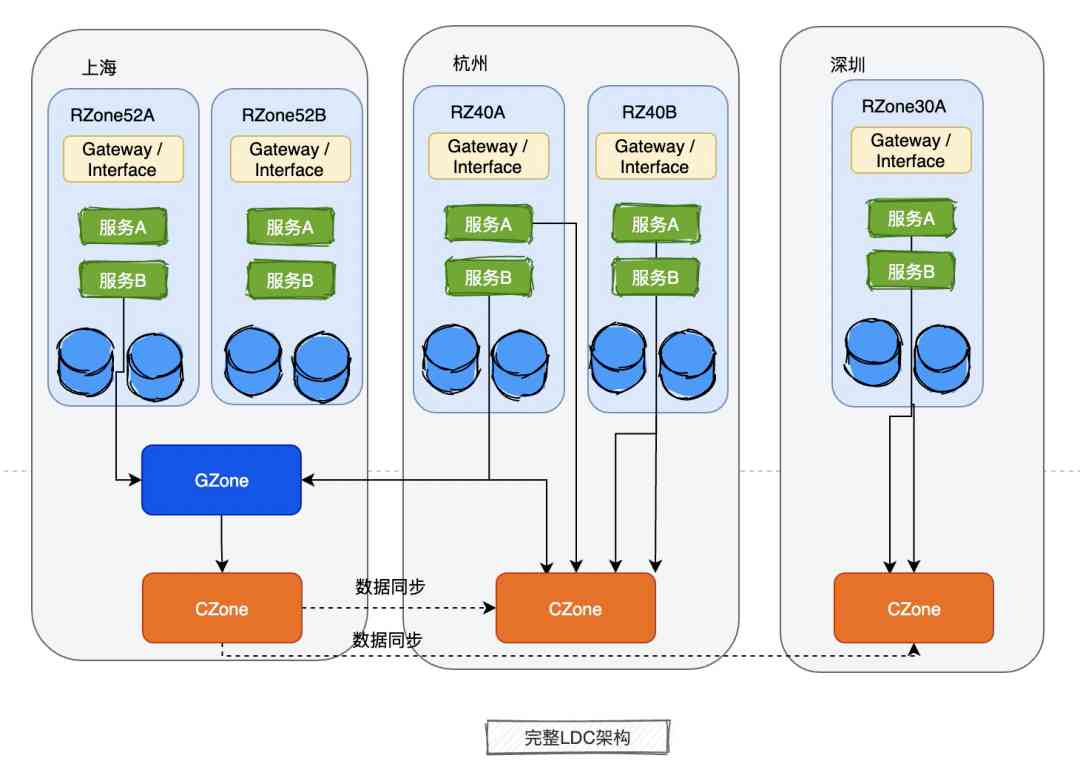 上海
RZone52A
Gateway /
Interface
服务A
服务B
RZone52B
Gateway /
Interface
服务A
服务B
GZone
CZone
杭州
RZ40A
Gateway /
Interface
服务A
服务B
RZ40B
Gateway /
Interface
服务A
服务B
数据同步
数据同步
CZone
深圳
RZone30A
Gateway /
Interface
服务A
服务B
CZone
完整LDC架构